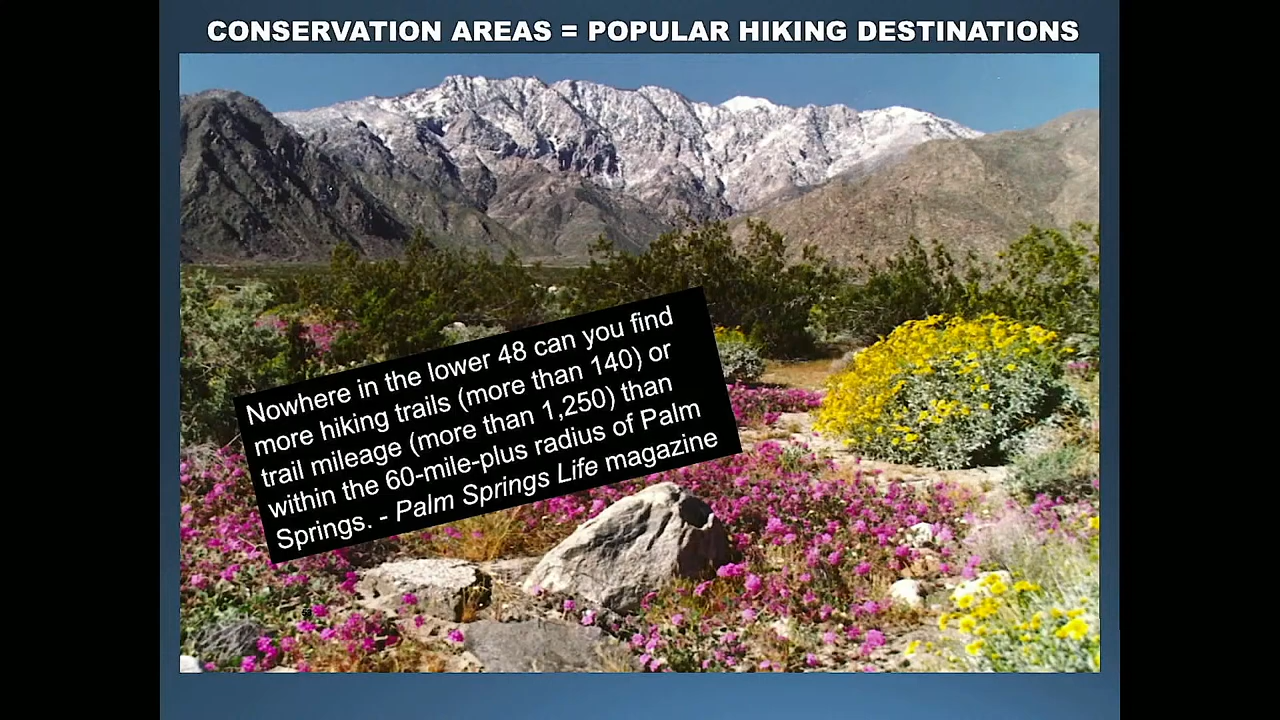 CONSERVATION AREAS = POPULAR HIKING DESTINATIONS
Nowhere in the lower 48 can you find
more hiking trails (more than 140) or
trail mileage (more than 1,250) than
within the 60-mile-plus radius of Palm
Springs. - Palm Springs Life magazine